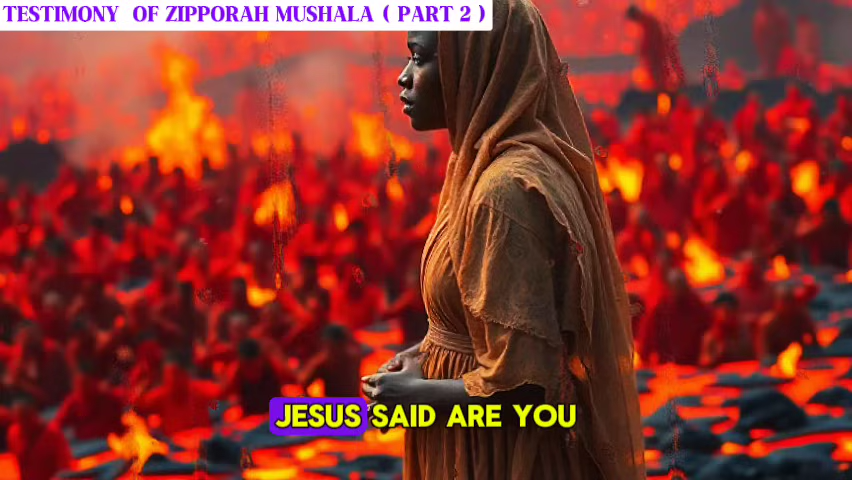 TESTIMONY OF ZIPPORAH MUSHALA ( PART 2 )
JESUS SAID ARE YOU